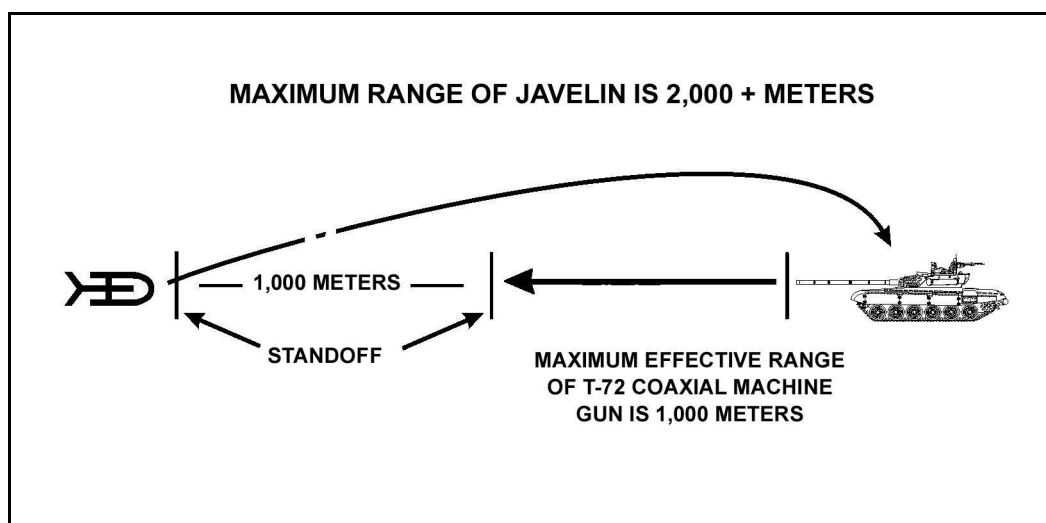 MAXIMUM RANGE OF JAVELIN IS 2,000 + METERS
1,000 METERS
STANDOFF
MAXIMUM EFFECTIVE RANGE
OF T-72 COAXIAL MACHINE
GUN IS 1,000 METERS